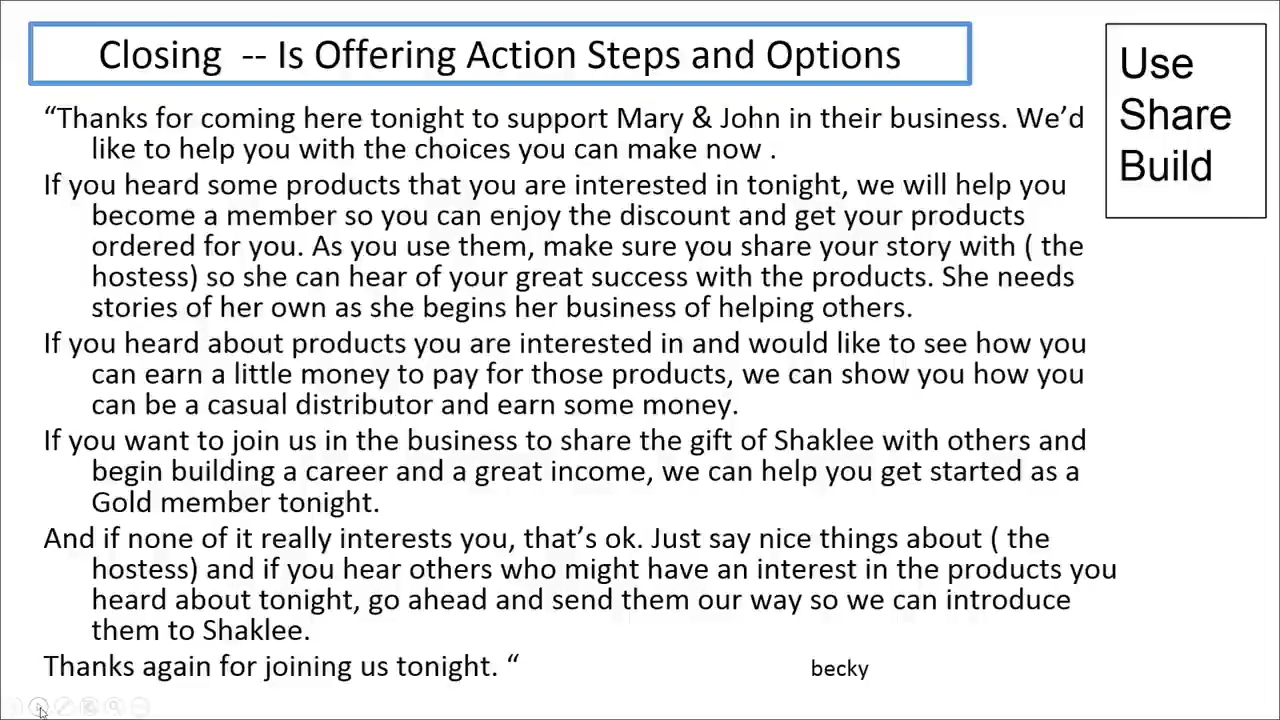 Closing -- Is Offering Action Steps and Options
Use
Share
Build
“Thanks for coming here tonight to support Mary & John in their business. We’d
like to help you with the choices you can make now .
If you heard some products that you are interested in tonight, we will help you
become a member so you can enjoy the discount and get your products
ordered for you. As you use them, make sure you share your story with ( the
hostess) so she can hear of your great success with the products. She needs
stories of her own as she begins her business of helping others.
If you heard about products you are interested in and would like to see how you
can earn a little money to pay for those products, we can show you how you
can be a casual distributor and earn some money.
If you want to join us in the business to share the gift of Shaklee with others and
begin building a career and a great income, we can help you get started as a
Gold member tonight.
And if none of it really interests you, that’s ok. Just say nice things about ( the
hostess) and if you hear others who might have an interest in the products you
heard about tonight, go ahead and send them our way so we can introduce
them to Shaklee.
Thanks again for joining us tonight. “
becky